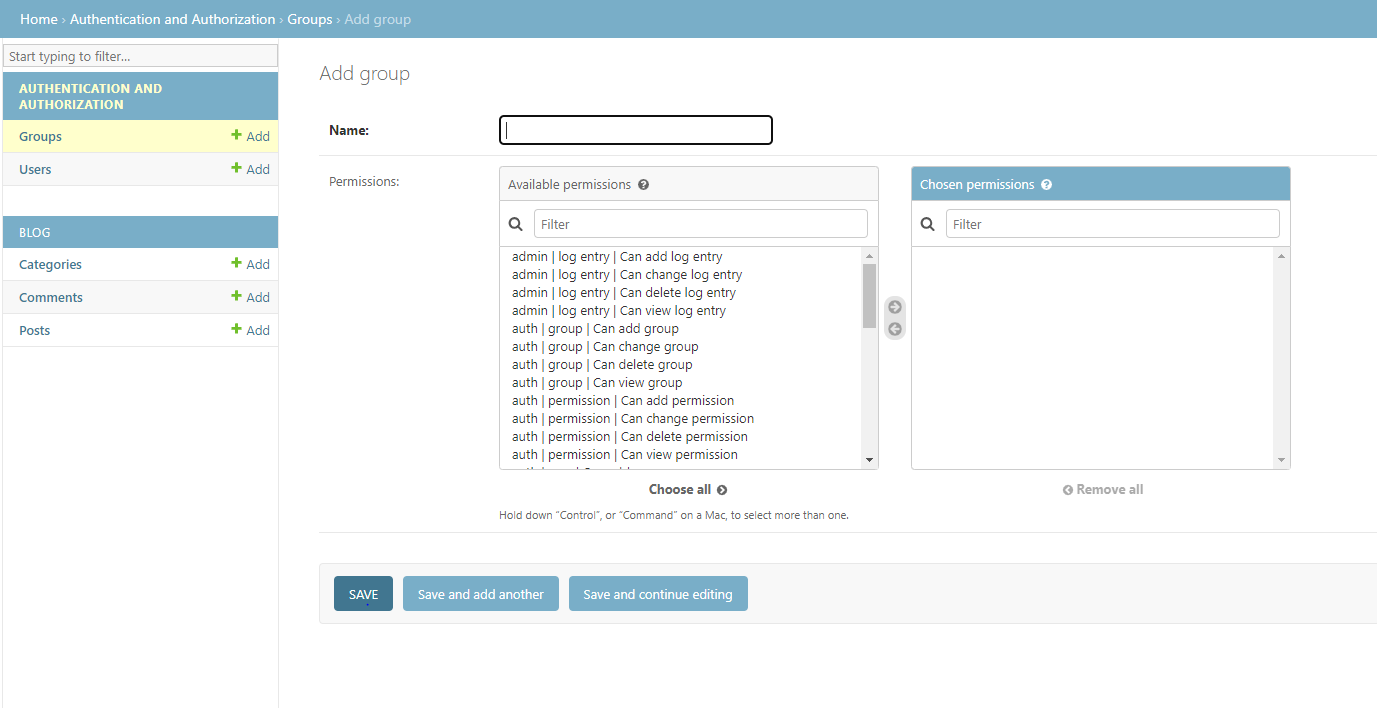 Home › Authentication and Authorization › Groups › Add group
Start typing to filter...
AUTHENTICATION AND
AUTHORIZATION
Groups + Add
Users + Add
BLOG
Categories + Add
Comments + Add
Posts + Add
Add group
Name:
Permissions:
Available permissions ?
Filter
admin | log entry | Can add log entry
admin | log entry | Can change log entry
admin | log entry | Can delete log entry
admin | log entry | Can view log entry
auth | group | Can add group
auth | group | Can change group
auth | group | Can delete group
auth | group | Can view group
auth | permission | Can add permission
auth | permission | Can change permission
auth | permission | Can delete permission
auth | permission | Can view permission
Choose all
Hold down “Control”, or “Command” on a Mac, to select more than one.
Chosen permissions ?
Filter
Remove all
SAVE
Save and add another
Save and continue editing